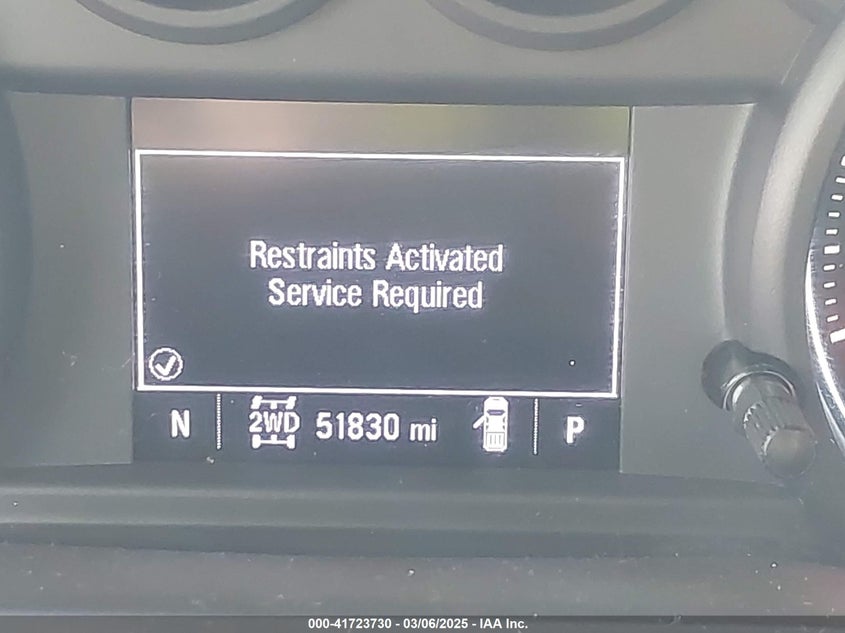 Restraints Activated
Service Required
N 2WD 51830 mi P
000-41723730 - 03/06/2025 - IAA Inc.